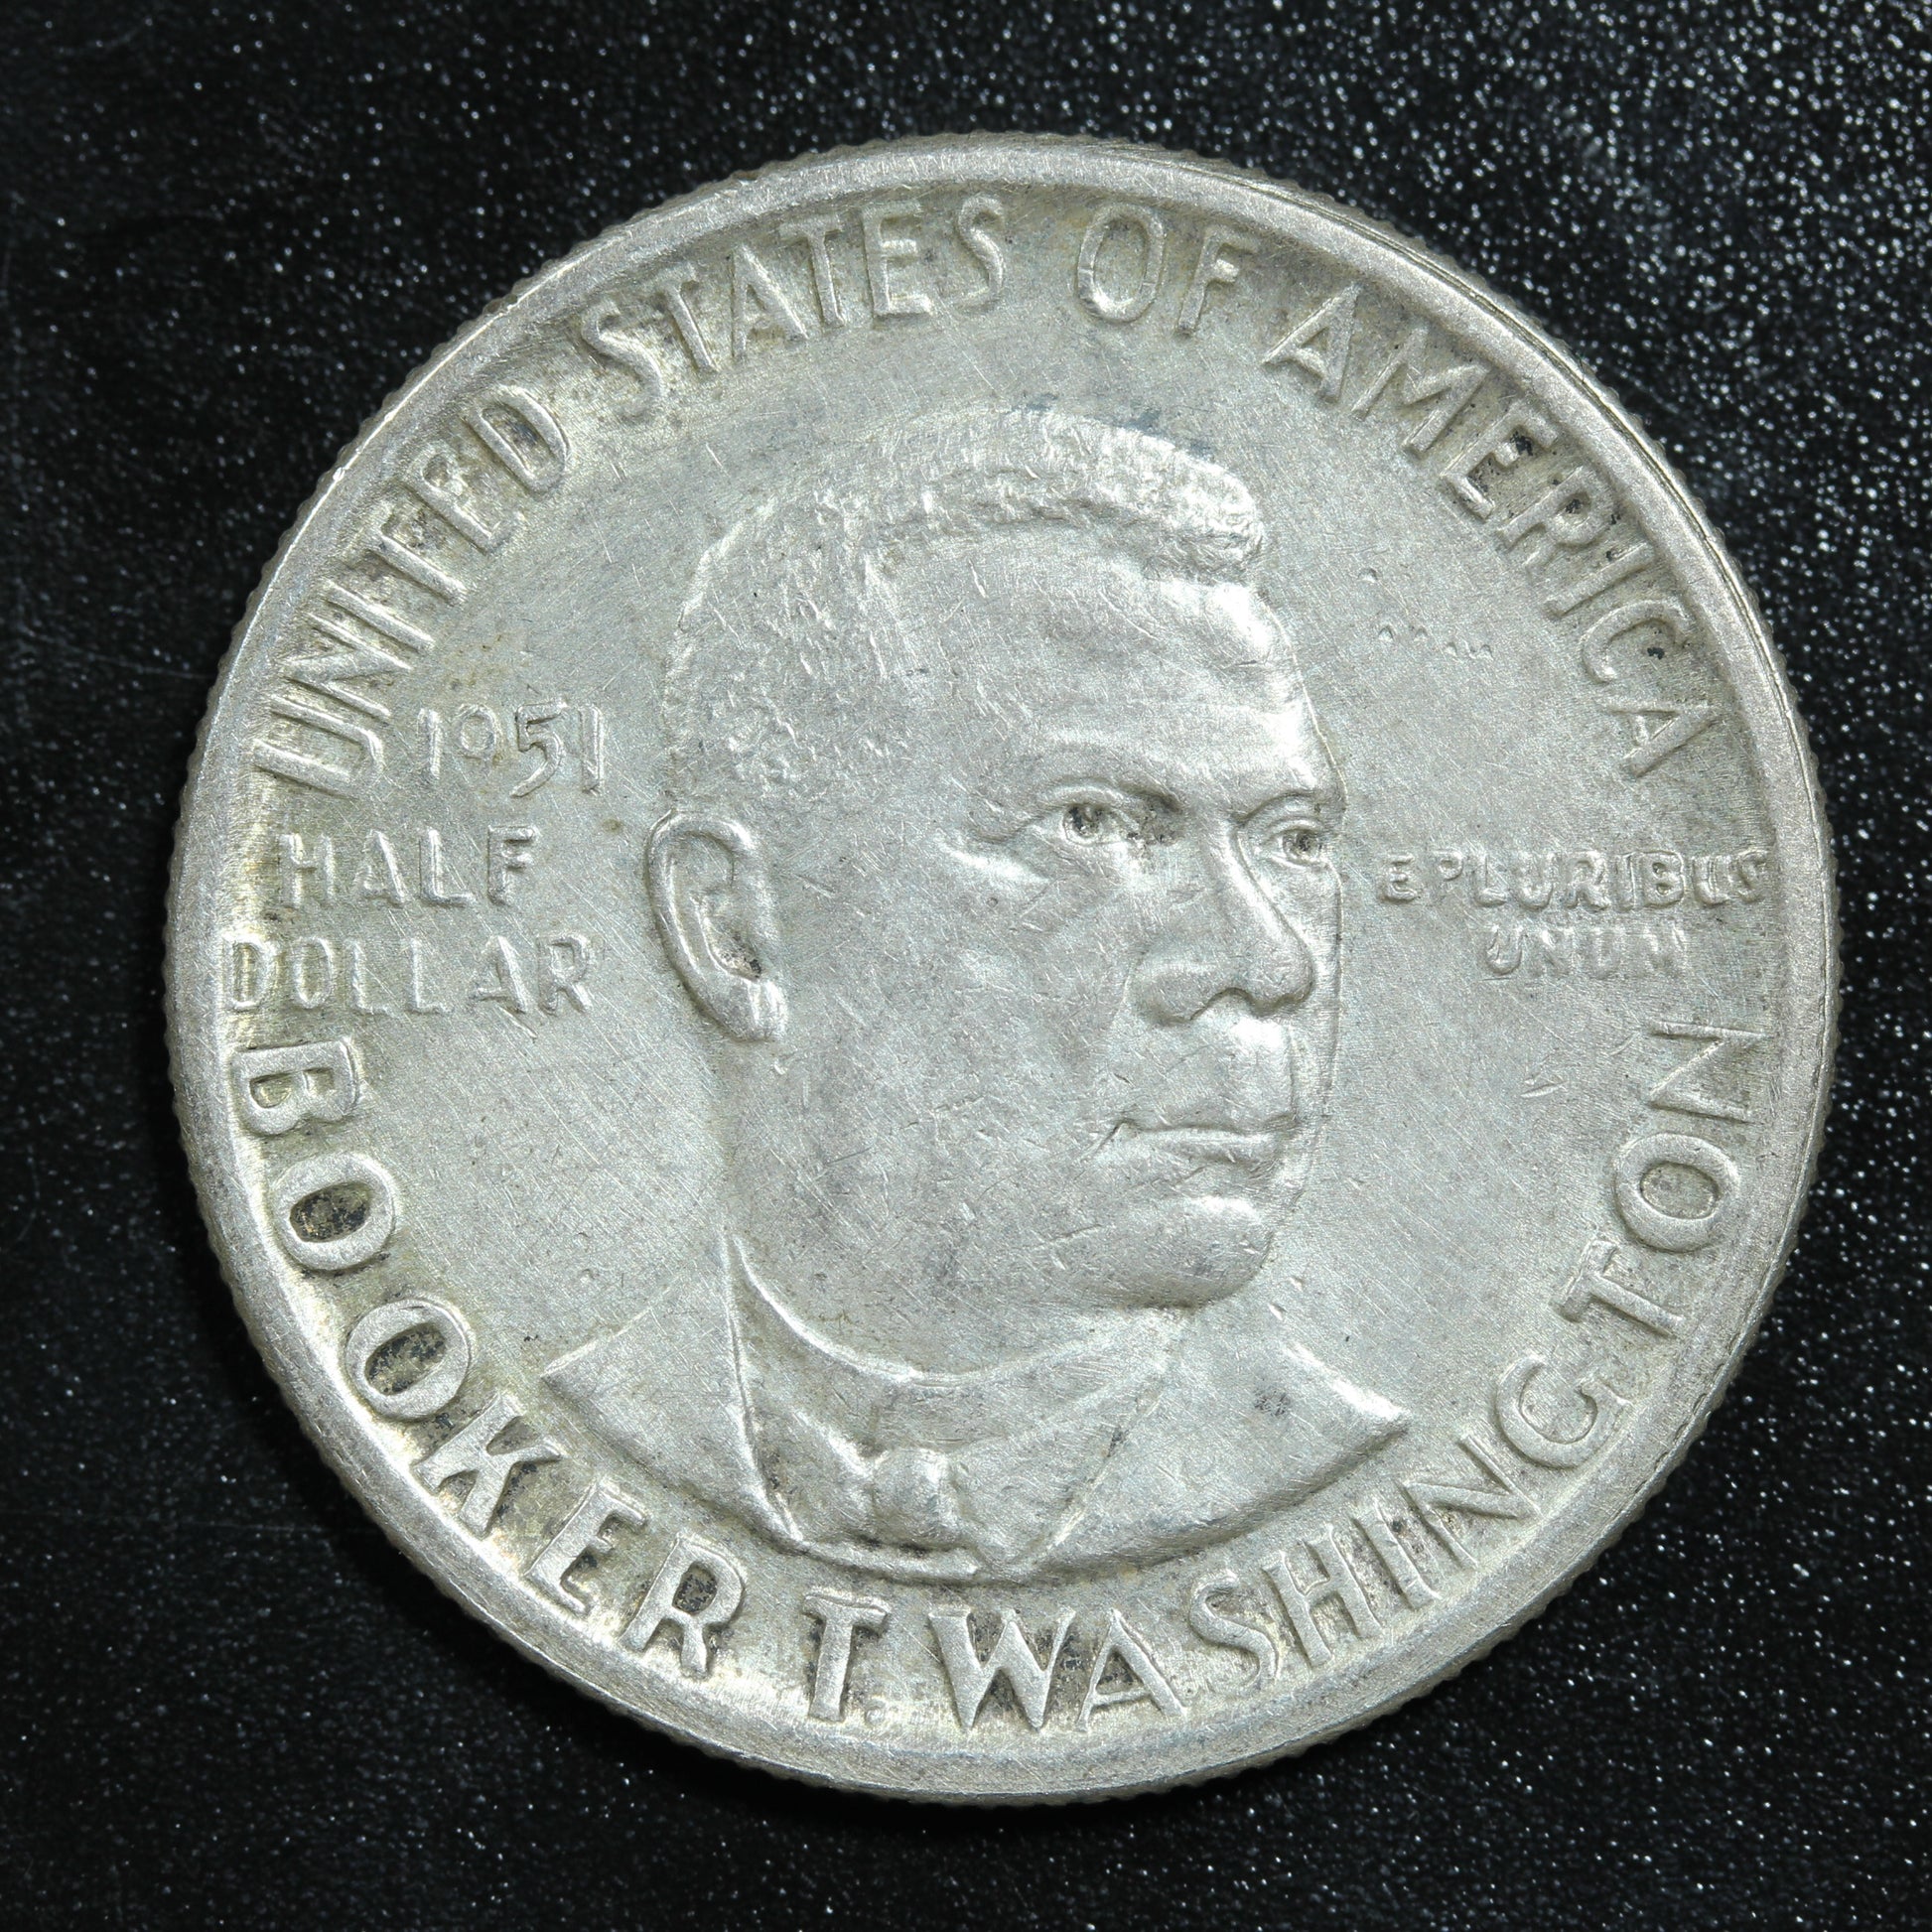 UNITED STATES OF AMERICA
1951
HALF
DOLLAR
E PLURIBUS
UNUM
BOOKER T. WASHINGTON